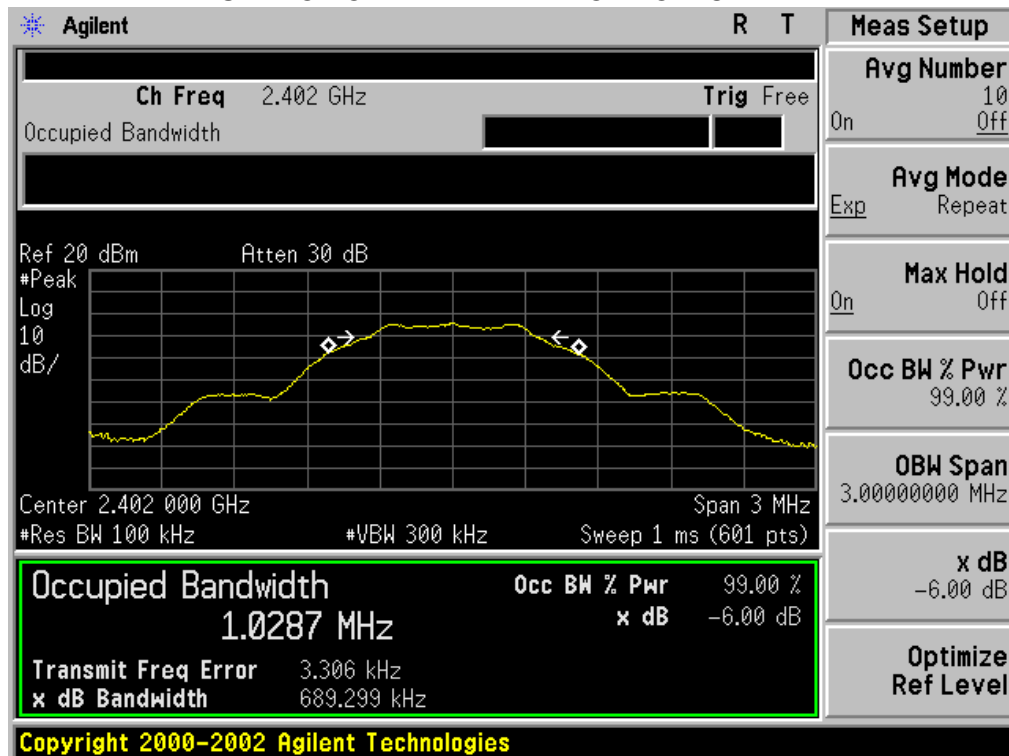 Agilent R T
Meas Setup
Ch Freq 2.402 GHz Trig Free
Occupied Bandwidth
Ref 20 dBm Atten 30 dB
#Peak
Log
10
dB/
Center 2.402 000 GHz Span 3 MHz
#Res BW 100 kHz #VBW 300 kHz Sweep 1 ms (601 pts)
Occupied Bandwidth Occ BW % Pwr 99.00 %
1.0287 MHz x dB -6.00 dB
Transmit Freq Error 3.306 kHz
x dB Bandwidth 689.299 kHz
Avg Number
10
On Off
Avg Mode
Exp Repeat
Max Hold
On Off
Occ BW % Pwr
99.00 %
OBW Span
3.00000000 MHz
x dB
-6.00 dB
Optimize
Ref Level
Copyright 2000-2002 Agilent Technologies